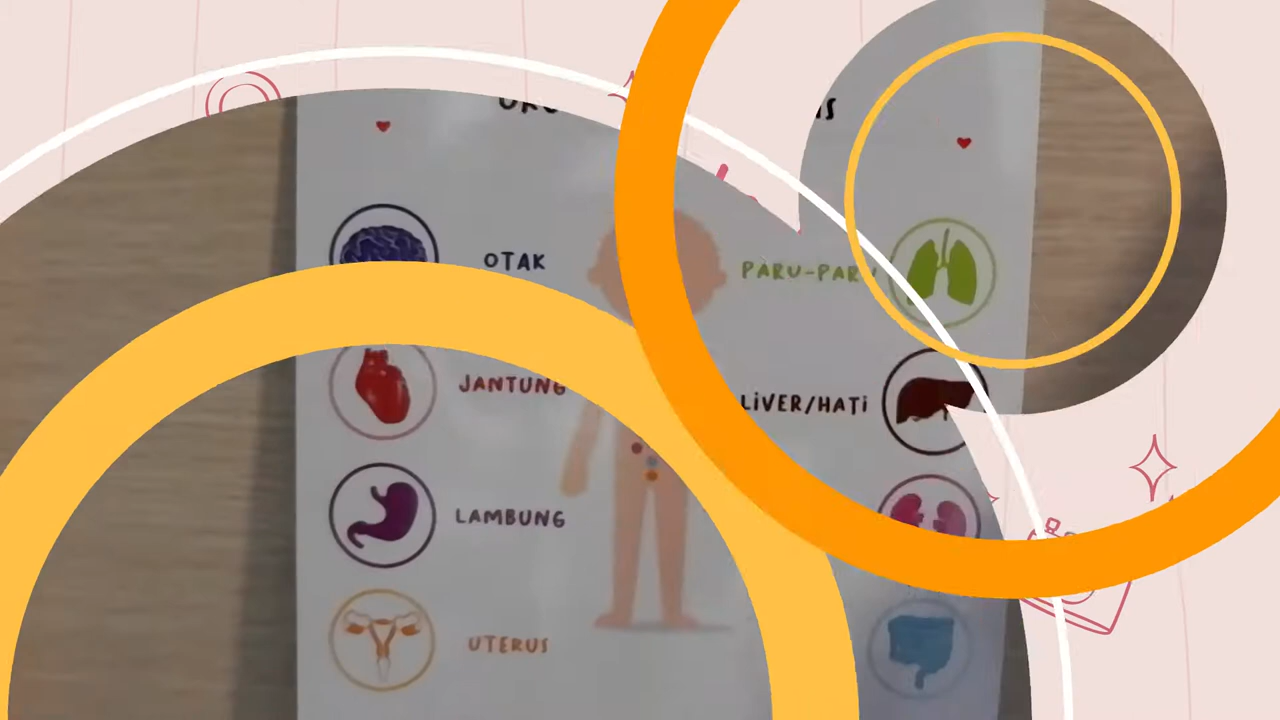 OTAK
PARU-PARU
JANTUNG
LIVER/HATI
LAMBUNG
UTERUS